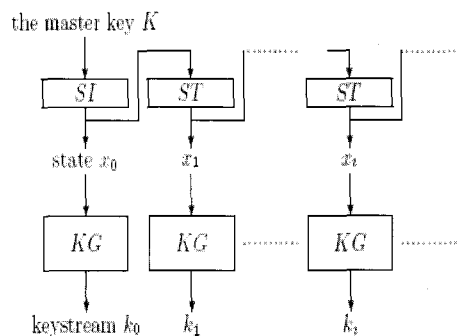 the master key K
SI ST ST
state x₀ x₁ xᵢ
KG KG KG
keystream k₀ k₁ kᵢ